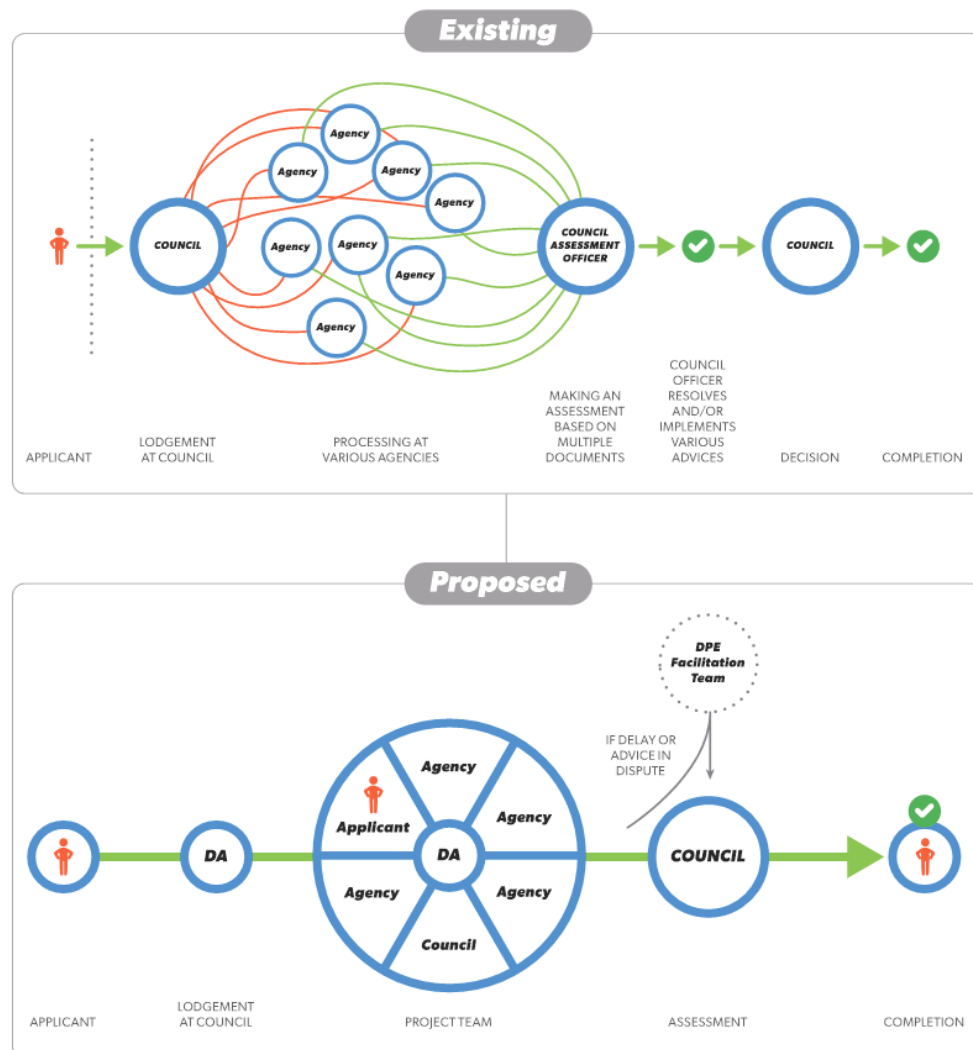 Existing
Agency
Agency
Agency
Agency
COUNCIL
Agency
Agency
Agency
Agency
COUNCIL
ASSESSMENT
OFFICER
COUNCIL
APPLICANT
LODGEMENT
AT COUNCIL
PROCESSING AT
VARIOUS AGENCIES
MAKING AN
ASSESSMENT
BASED ON
MULTIPLE
DOCUMENTS
COUNCIL
OFFICER
RESOLVES
AND/OR
IMPLEMENTS
VARIOUS
ADVICES
DECISION
COMPLETION
Proposed
DPE
Facilitation
Team
IF DELAY OR
ADVICE IN
DISPUTE
Agency
Applicant
Agency
DA
DA
COUNCIL
Agency
Agency
Council
APPLICANT
LODGEMENT
AT COUNCIL
PROJECT TEAM
ASSESSMENT
COMPLETION